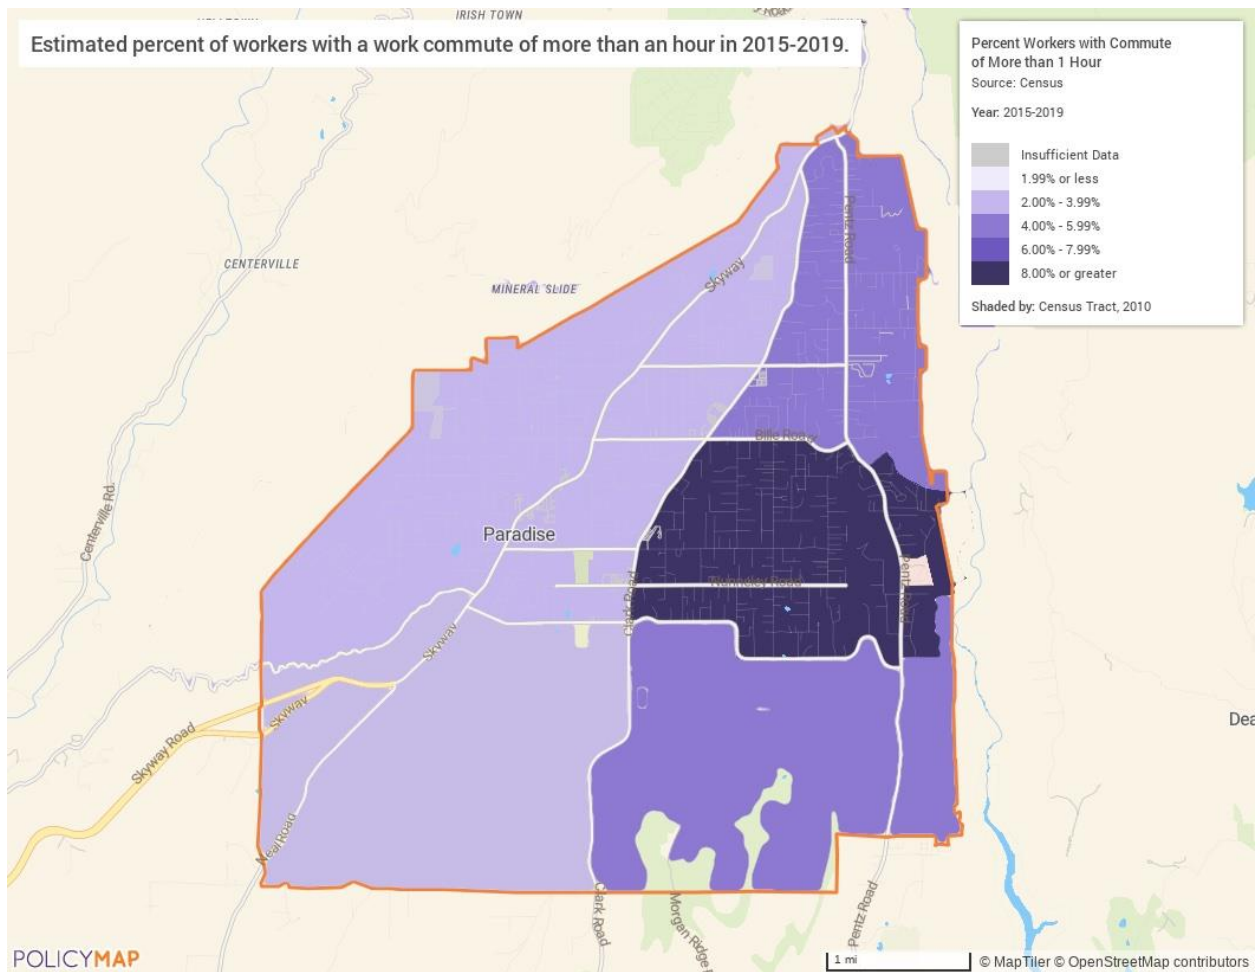 IRISH TOWN
Estimated percent of workers with a work commute of more than an hour in 2015-2019.
Percent Workers with Commute
of More than 1 Hour
Source: Census
Year: 2015-2019
Insufficient Data
1.99% or less
2.00% - 3.99%
4.00% - 5.99%
6.00% - 7.99%
8.00% or greater
Shaded by: Census Tract, 2010
Pentz Road
CENTERVILLE
Skyway
MINERAL SLIDE
Bille Road
Centerville Rd.
Paradise
Pentz Road
Nunneley Road
Clark Road
Skyway
Skyway
Skyway Road
Dea
Neal Road
Clark Road
Morgan Ridge
Pentz Road
POLICYMAP
1 mi
© MapTiler © OpenStreetMap contributors